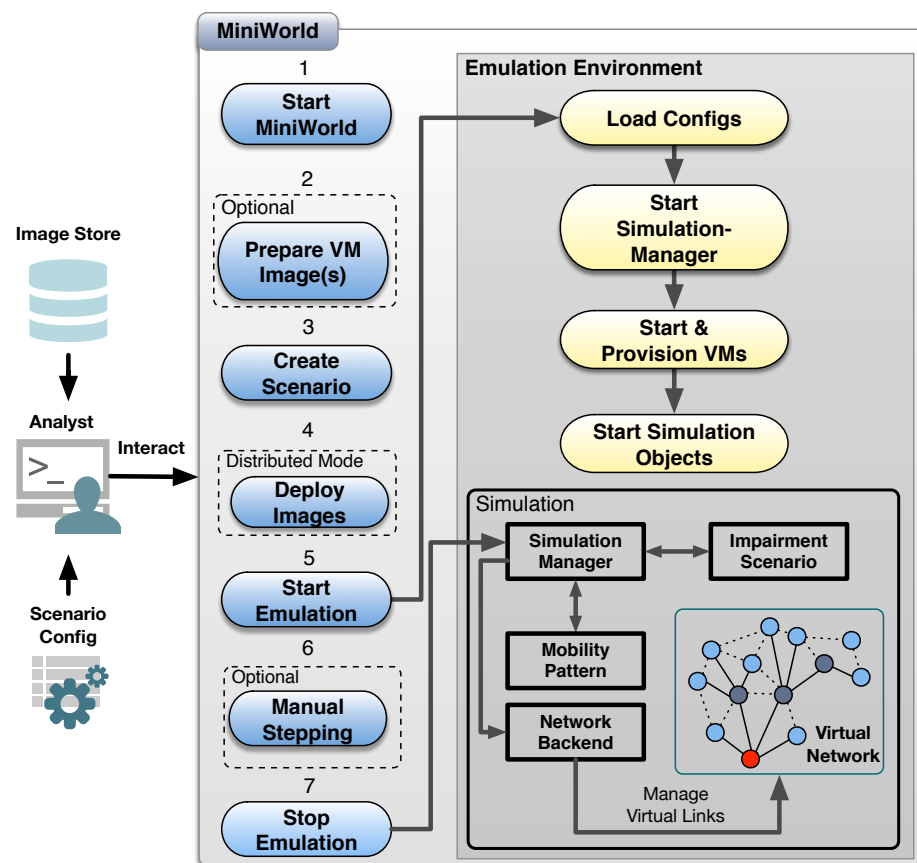 MiniWorld
1
Start
MiniWorld
2
Optional
Prepare VM
Image(s)
3
Create
Scenario
4
Distributed Mode
Deploy
Images
5
Start
Emulation
6
Optional
Manual
Stepping
7
Stop
Emulation
Image Store
Analyst
>_
Interact
Scenario
Config
Emulation Environment
Load Configs
Start
Simulation-
Manager
Start &
Provision VMs
Start Simulation
Objects
Simulation
Simulation
Manager
Impairment
Scenario
Mobility
Pattern
Network
Backend
Virtual
Network
Manage
Virtual Links